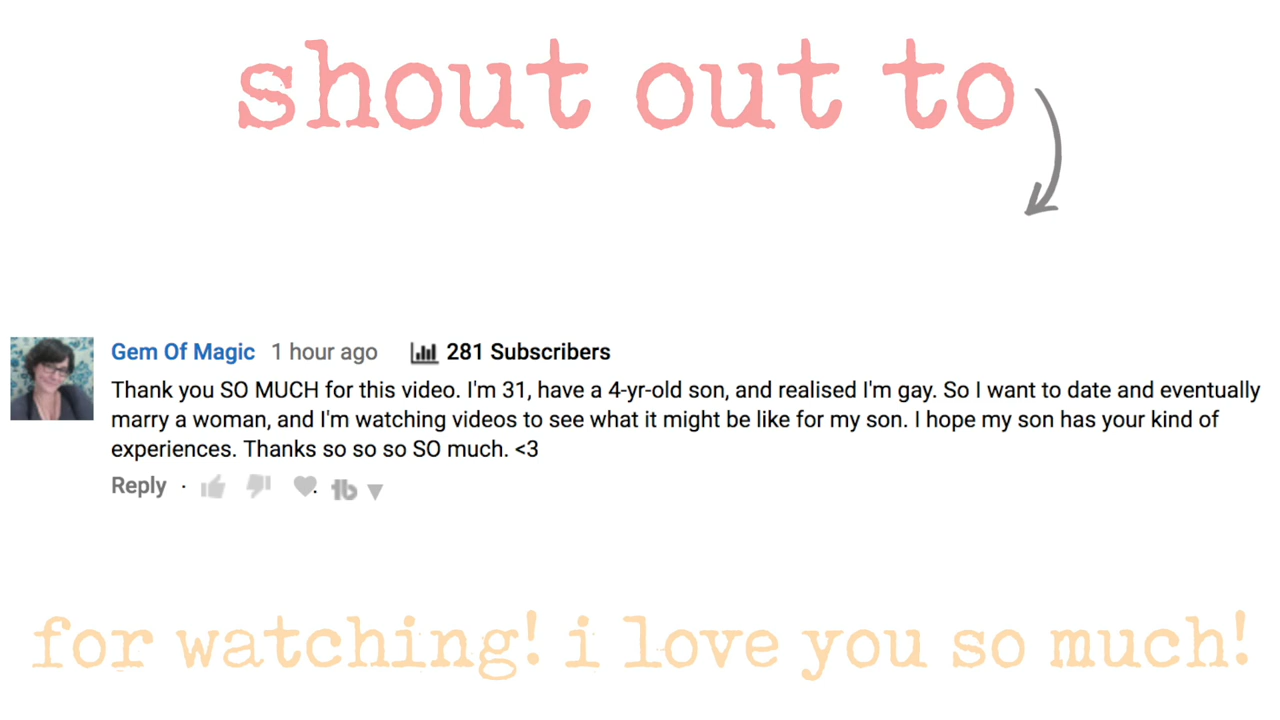 shout out to
Gem Of Magic 1 hour ago 281 Subscribers
Thank you SO MUCH for this video. I'm 31, have a 4-yr-old son, and realised I'm gay. So I want to date and eventually
marry a woman, and I'm watching videos to see what it might be like for my son. I hope my son has your kind of
experiences. Thanks so so so SO much. <3
Reply · tb
for watching! i love you so much!